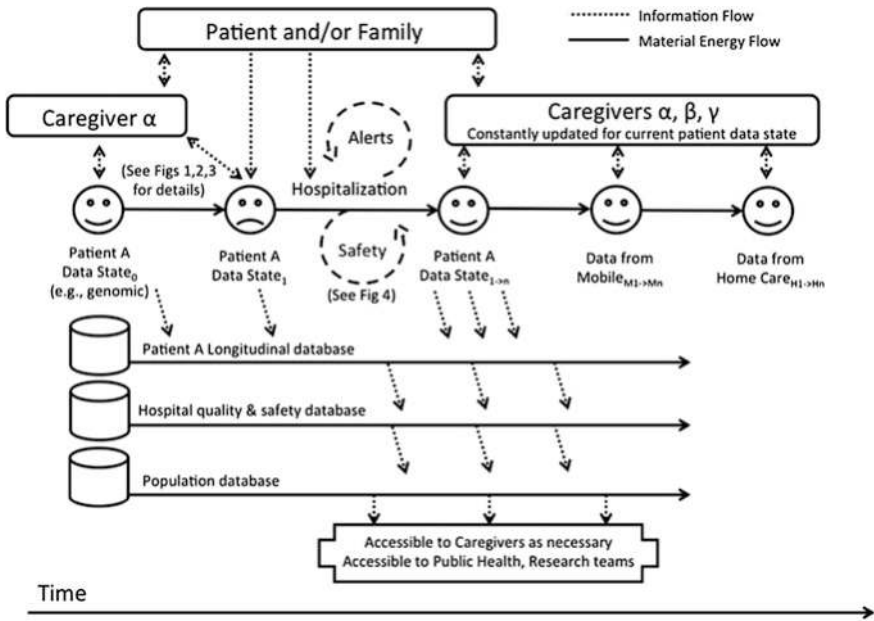 Patient and/or Family
Information Flow
Material Energy Flow
Caregiver α
Alerts
Caregivers α, β, γ
Constantly updated for current patient data state
(See Figs 1,2,3
for details)
Hospitalization
Safety
(See Fig 4)
Patient A
Data State0
(e.g., genomic)
Patient A
Data State1
Patient A
Data State1->n
Data from
MobileM1->Mn
Data from
Home CareH1->Hn
Patient A Longitudinal database
Hospital quality & safety database
Population database
Accessible to Caregivers as necessary
Accessible to Public Health, Research teams
Time